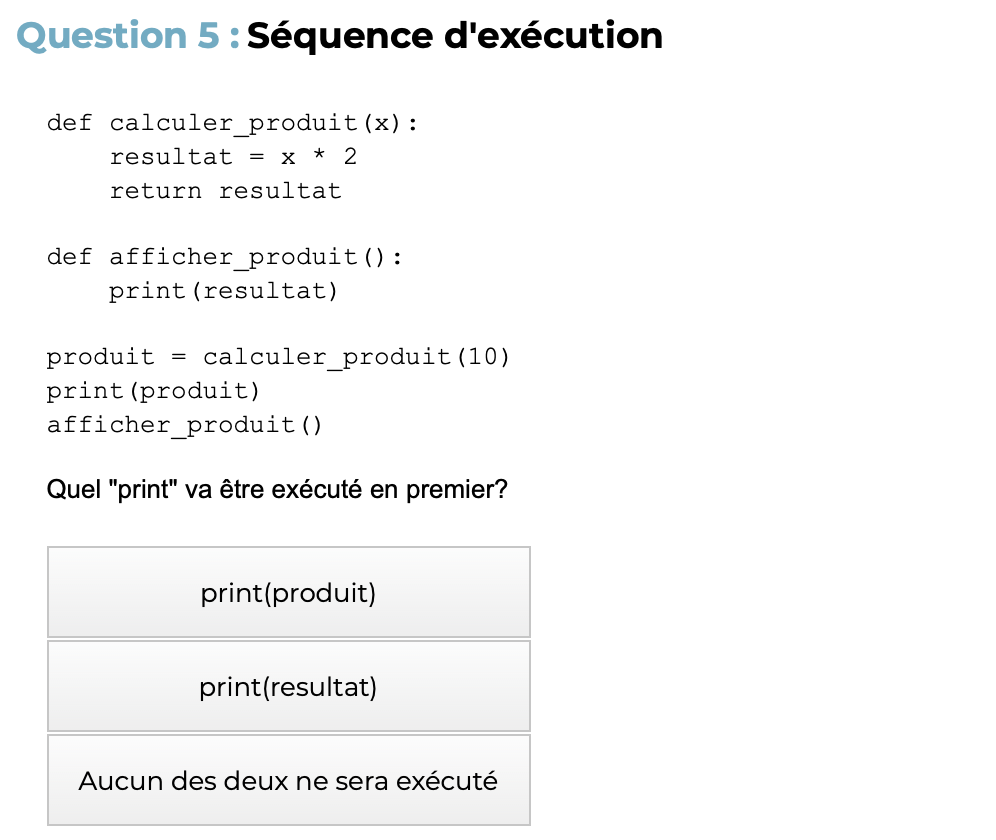 Question 5 : Séquence d'exécution
def calculer_produit(x):
    resultat = x * 2
    return resultat
def afficher_produit():
    print(resultat)
produit = calculer_produit(10)
print(produit)
afficher_produit()
Quel "print" va être exécuté en premier?
print(produit)
print(resultat)
Aucun des deux ne sera exécuté